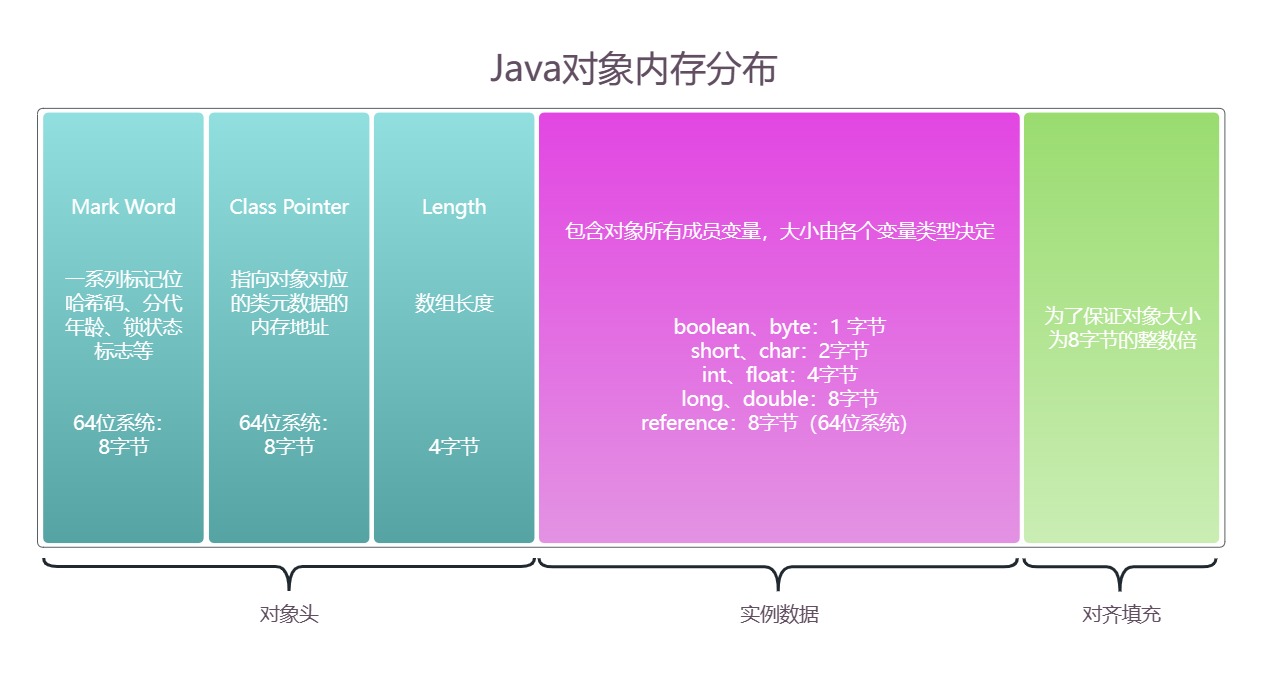 Java对象内存分布
Mark Word
一系列标记位
哈希码、分代
年龄、锁状态
标志等
64位系统：
8字节
Class Pointer
指向对象对应
的类元数据的
内存地址
64位系统：
8字节
Length
数组长度
4字节
包含对象所有成员变量，大小由各个变量类型决定
boolean、byte：1 字节
short、char：2字节
int、float：4字节
long、double：8字节
reference：8字节（64位系统）
为了保证对象大小
为8字节的整数倍
对象头
实例数据
对齐填充